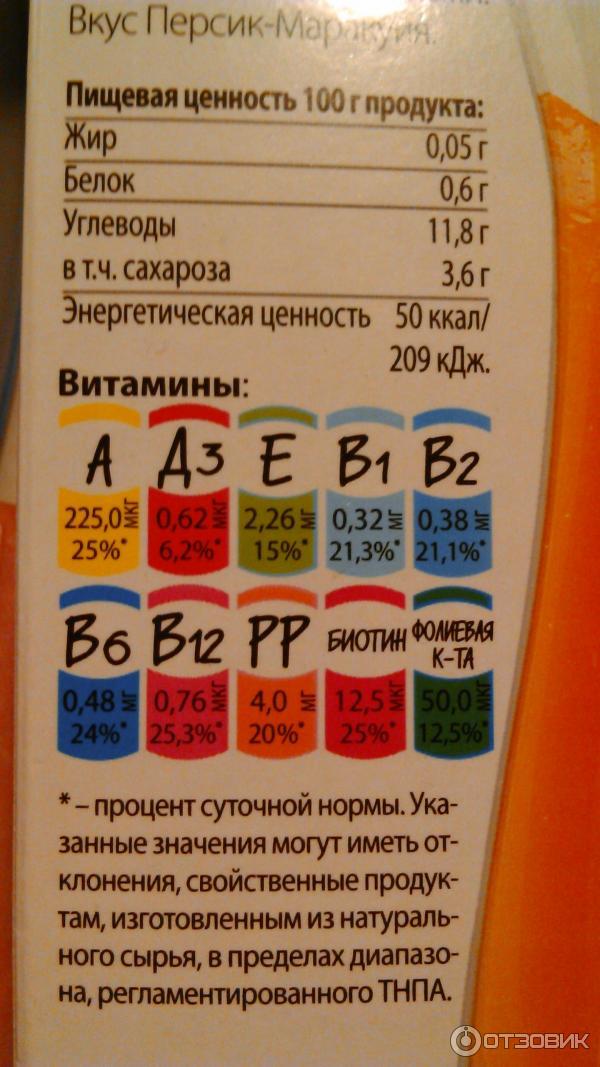 Вкус Персик-Маракуйя.
Пищевая ценность 100 г продукта:
Жир 0,05 г
Белок 0,6 г
Углеводы 11,8 г
в т.ч. сахароза 3,6 г
Энергетическая ценность 50 ккал/
209 кДж.
Витамины:
А Д3 Е В1 В2
225,0 мкг 0,62 мкг 2,26 мг 0,32 мг 0,38 мг
25%* 6,2%* 15%* 21,3%* 21,1%*
В6 В12 РР БИОТИН ФОЛИЕВАЯ
К-ТА
0,48 мг 0,76 мкг 4,0 мг 12,5 мкг 50,0 мкг
24%* 25,3%* 20%* 25%* 12,5%*
* – процент суточной нормы. Ука-
занные значения могут иметь от-
клонения, свойственные продук-
там, изготовленным из натураль-
ного сырья, в пределах диапазо-
на, регламентированного ТНПА.
ОТЗОВИК